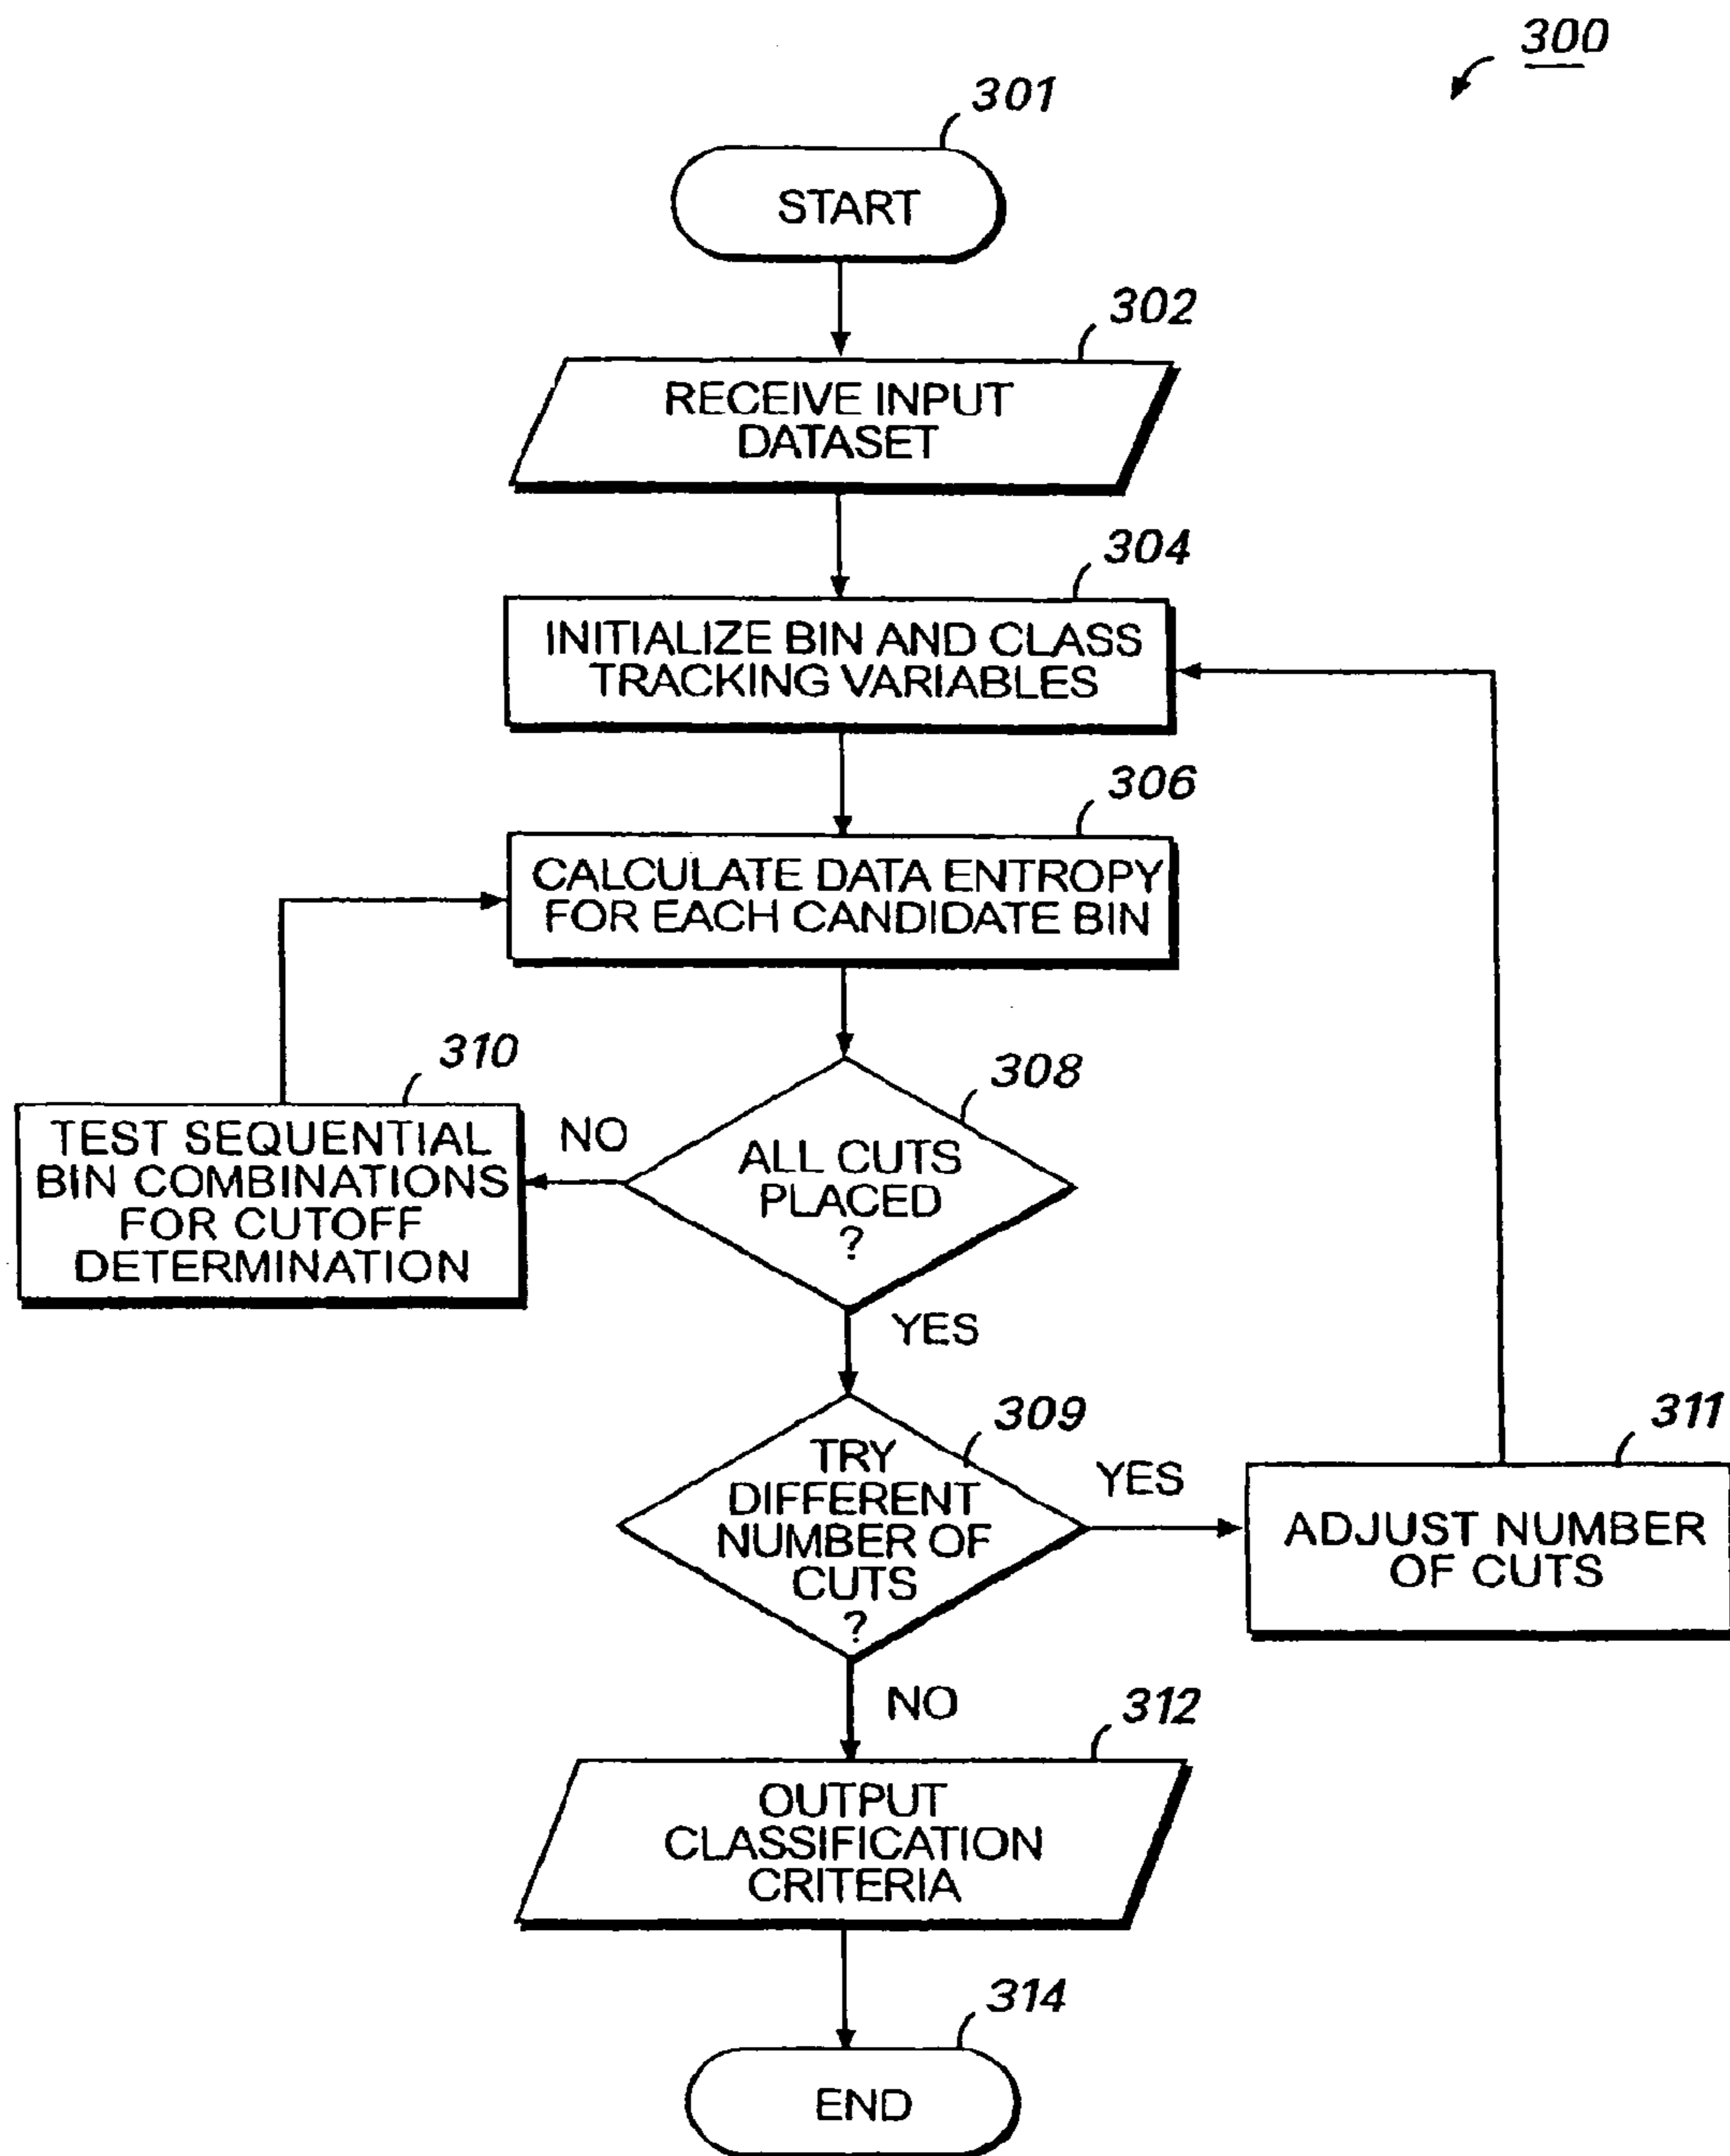 300
301
START
302
RECEIVE INPUT
DATASET
304
INITIALIZE BIN AND CLASS
TRACKING VARIABLES
306
CALCULATE DATA ENTROPY
FOR EACH CANDIDATE BIN
310
TEST SEQUENTIAL
BIN COMBINATIONS
FOR CUTOFF
DETERMINATION
NO
308
ALL CUTS
PLACED
?
YES
309
TRY
DIFFERENT
NUMBER OF
CUTS
?
YES
311
ADJUST NUMBER
OF CUTS
NO
312
OUTPUT
CLASSIFICATION
CRITERIA
314
END